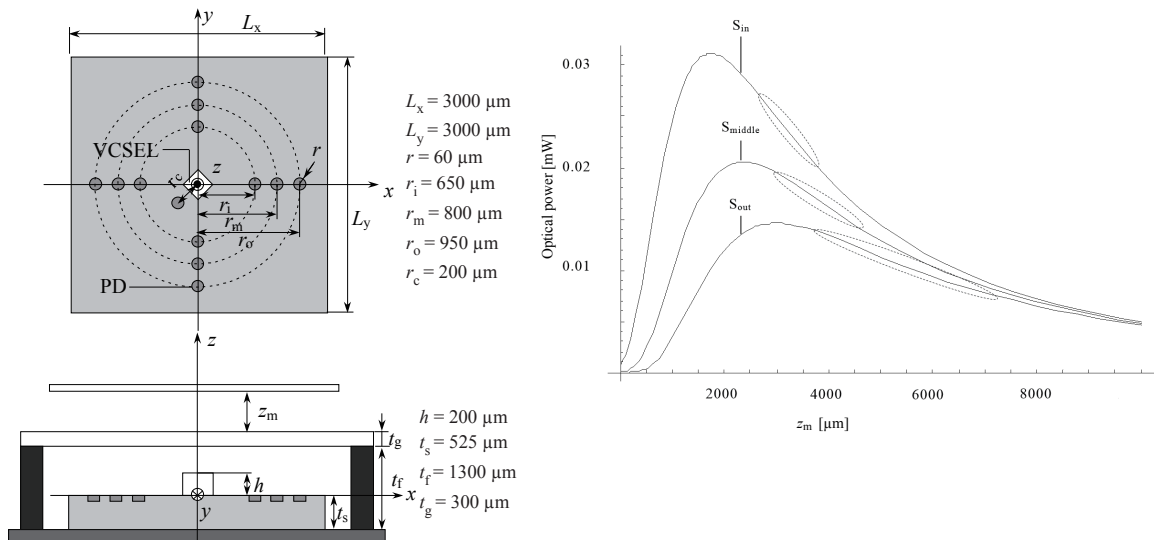 y
L_x
VCSEL
z
r
r_c
x
r_i
r_m
r_o
L_y
PD
L_x = 3000 µm
L_y = 3000 µm
r = 60 µm
r_i = 650 µm
r_m = 800 µm
r_o = 950 µm
r_c = 200 µm
z
z_m
t_g
h
t_f
x
y
t_s
h = 200 µm
t_s = 525 µm
t_f = 1300 µm
t_g = 300 µm
S_in
S_middle
S_out
0.03
0.02
0.01
Optical power [mW]
2000 4000 6000 8000
z_m [µm]